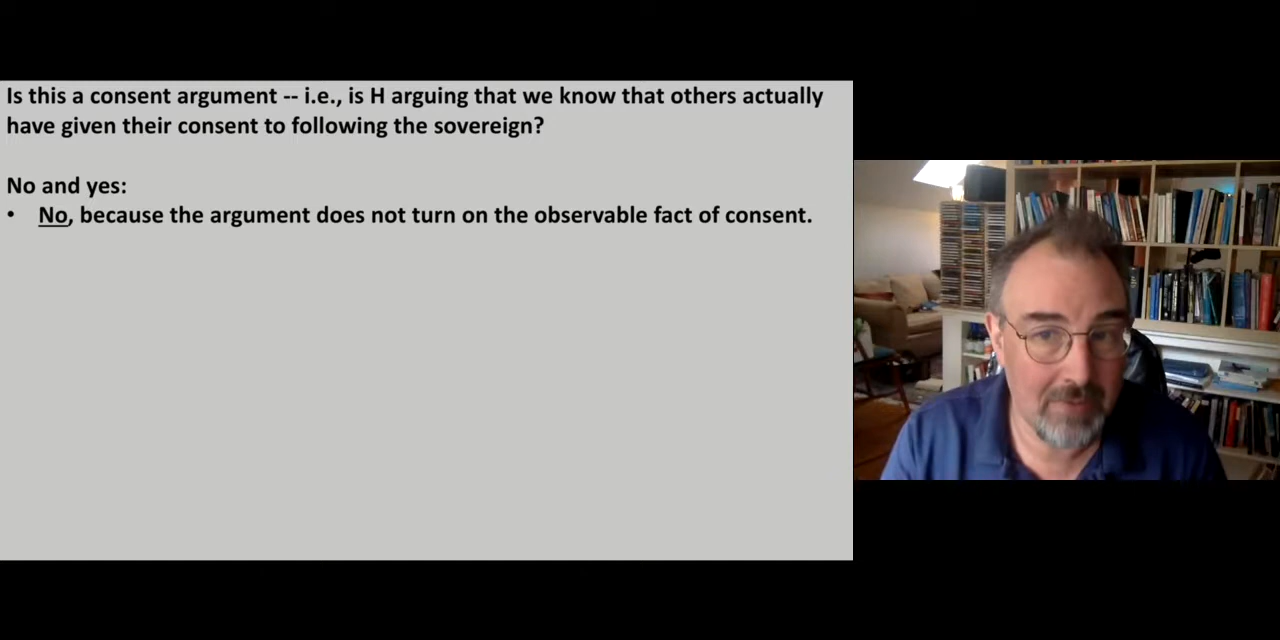 Is this a consent argument -- i.e., is H arguing that we know that others actually
have given their consent to following the sovereign?
No and yes:
• No, because the argument does not turn on the observable fact of consent.